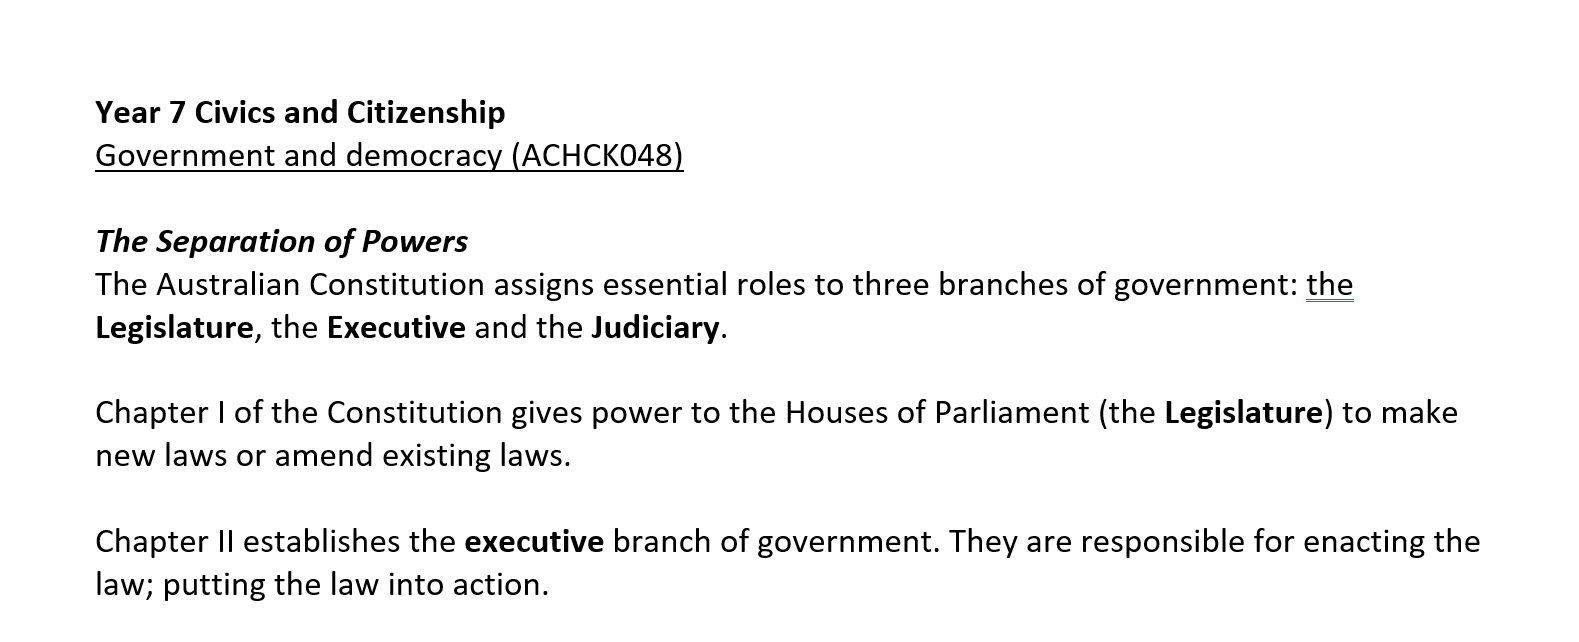 Year 7 Civics and Citizenship
Government and democracy (ACHCK048)
The Separation of Powers
The Australian Constitution assigns essential roles to three branches of government: the
Legislature, the Executive and the Judiciary.
Chapter I of the Constitution gives power to the Houses of Parliament (the Legislature) to make
new laws or amend existing laws.
Chapter II establishes the executive branch of government. They are responsible for enacting the
law; putting the law into action.